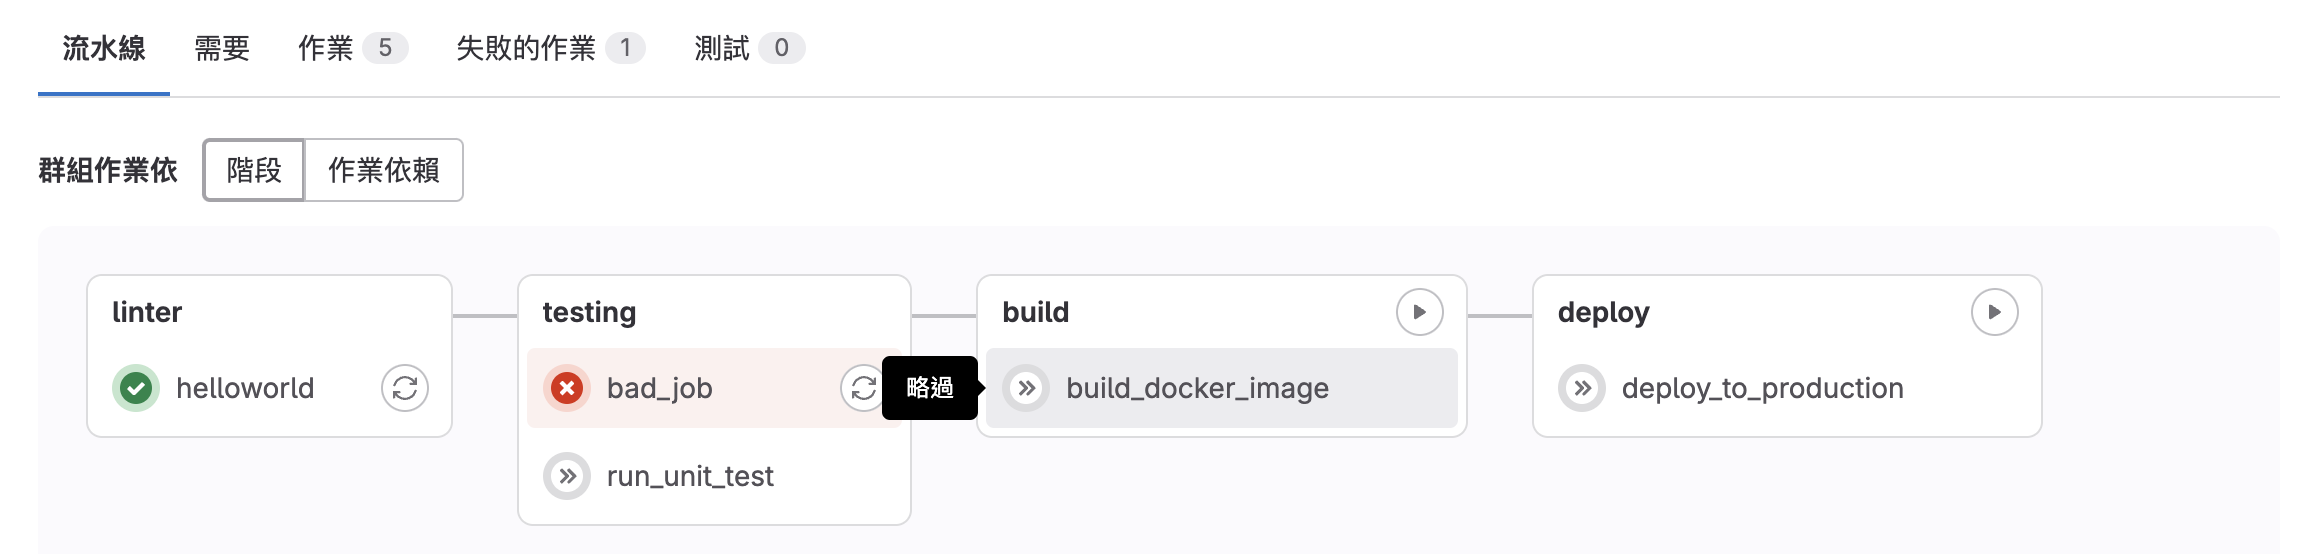 流水線 需要 作業 5 失敗的作業 1 測試 0
群組作業依 階段 作業依賴
linter testing build deploy
helloworld bad_job 略過 build_docker_image deploy_to_production
run_unit_test